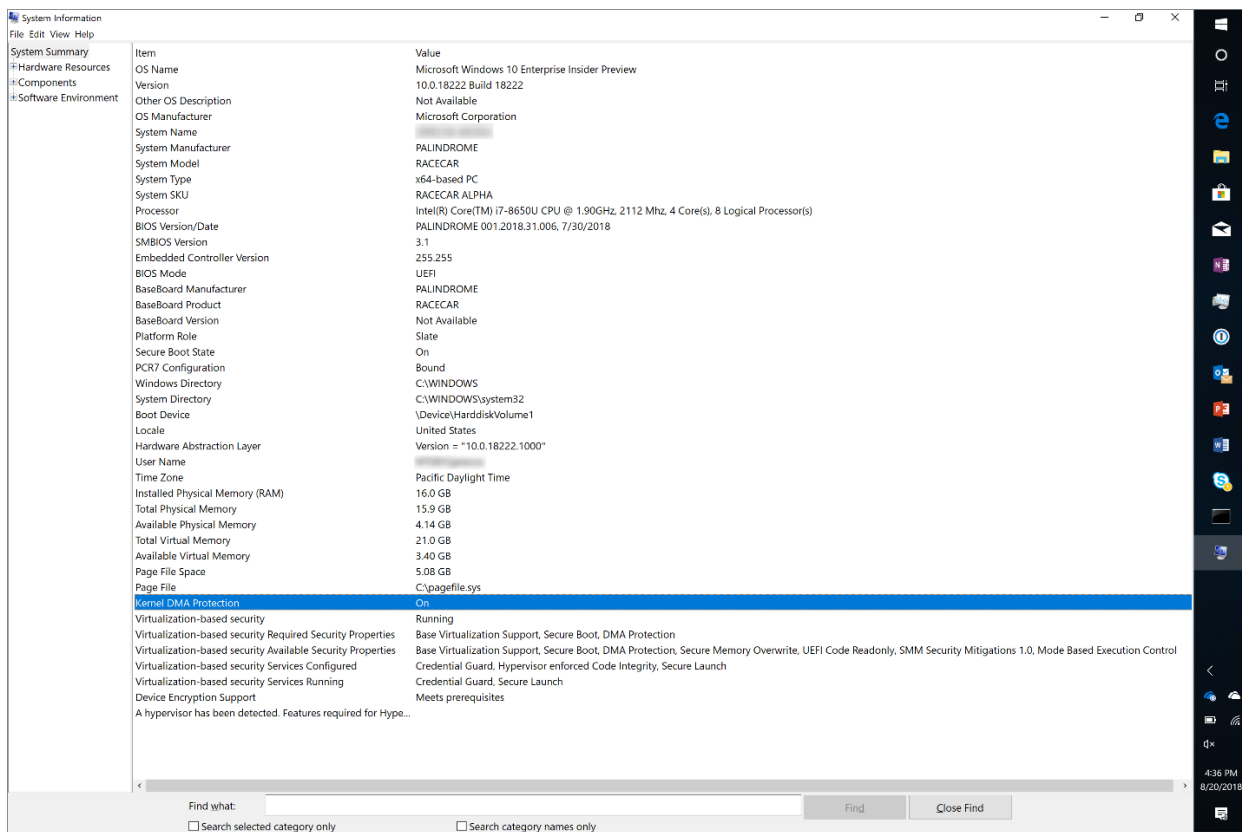 System Information
File Edit View Help
System Summary
Hardware Resources
Components
Software Environment
Item Value
OS Name Microsoft Windows 10 Enterprise Insider Preview
Version 10.0.18222 Build 18222
Other OS Description Not Available
OS Manufacturer Microsoft Corporation
System Name
System Manufacturer PALINDROME
System Model RACECAR
System Type x64-based PC
System SKU RACECAR ALPHA
Processor Intel(R) Core(TM) i7-8650U CPU @ 1.90GHz, 2112 Mhz, 4 Core(s), 8 Logical Processor(s)
BIOS Version/Date PALINDROME 001.2018.31.006, 7/30/2018
SMBIOS Version 3.1
Embedded Controller Version 255.255
BIOS Mode UEFI
BaseBoard Manufacturer PALINDROME
BaseBoard Product RACECAR
BaseBoard Version Not Available
Platform Role Slate
Secure Boot State On
PCR7 Configuration Bound
Windows Directory C:\WINDOWS
System Directory C:\WINDOWS\system32
Boot Device \Device\HarddiskVolume1
Locale United States
Hardware Abstraction Layer Version = "10.0.18222.1000"
User Name
Time Zone Pacific Daylight Time
Installed Physical Memory (RAM) 16.0 GB
Total Physical Memory 15.9 GB
Available Physical Memory 4.14 GB
Total Virtual Memory 21.0 GB
Available Virtual Memory 3.40 GB
Page File Space 5.08 GB
Page File C:\pagefile.sys
Kernel DMA Protection On
Virtualization-based security Running
Virtualization-based security Required Security Properties Base Virtualization Support, Secure Boot, DMA Protection
Virtualization-based security Available Security Properties Base Virtualization Support, Secure Boot, DMA Protection, Secure Memory Overwrite, UEFI Code Readonly, SMM Security Mitigations 1.0, Mode Based Execution Control
Virtualization-based security Services Configured Credential Guard, Hypervisor enforced Code Integrity, Secure Launch
Virtualization-based security Services Running Credential Guard, Secure Launch
Device Encryption Support Meets prerequisites
A hypervisor has been detected. Features required for Hype...
Find what: Find Close Find
Search selected category only Search category names only
4:36 PM
8/20/2018